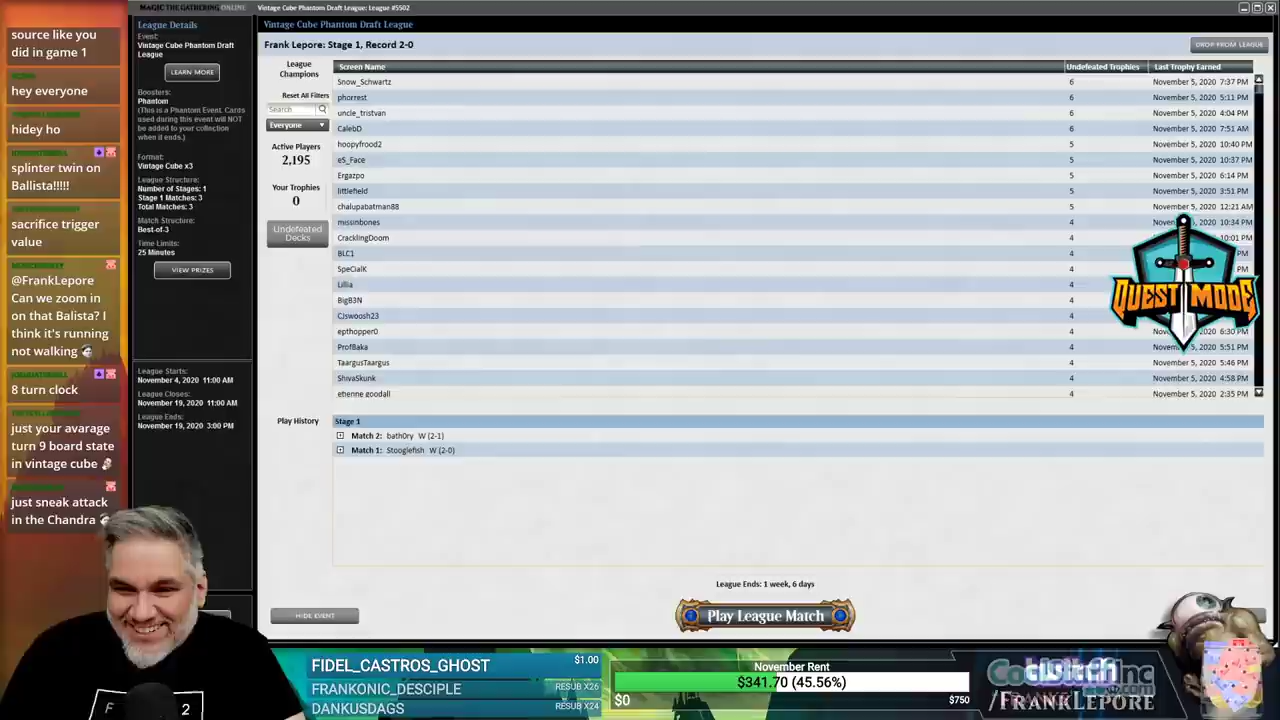 MAGIC THE GATHERING ONLINE
Vintage Cube Phantom Draft League: League #5502
source like you
did in game 1
hey everyone
hidey ho
splinter twin on
Ballista!!!!!
sacrifice trigger
value
@FrankLepore
Can we zoom in
on that Balista? I
think it's running
not walking
8 turn clock
just your avarage
turn 9 board state
in vintage cube
just sneak attack
in the Chandra
League Details
Event:
Vintage Cube Phantom Draft
League
LEARN MORE
Boosters:
Phantom
(This is a Phantom Event. Cards
used during this event will NOT
be added to your collection
when it ends.)
Format:
Vintage Cube x3
League Structure:
Number of Stages: 1
Stage 1 Matches: 3
Total Matches: 3
Match Structure:
Best-of-3
Time Limits:
25 Minutes
VIEW PRIZES
League Starts:
November 4, 2020 11:00 AM
League Closes:
November 19, 2020 11:00 AM
League Ends:
November 19, 2020 3:00 PM
Vintage Cube Phantom Draft League
Frank Lepore: Stage 1, Record 2-0
DROP FROM LEAGUE
League
Champions
Reset All Filters
Search
Everyone
Active Players
2,195
Your Trophies
0
Undefeated
Decks
Screen Name Undefeated Trophies Last Trophy Earned
Snow_Schwartz 6 November 5, 2020 7:37 PM
phorrest 6 November 5, 2020 5:11 PM
uncle_tristvan 6 November 5, 2020 4:04 PM
CalebD 6 November 5, 2020 7:51 AM
hoopyfrood2 5 November 5, 2020 10:40 PM
eS_Face 5 November 5, 2020 10:37 PM
Ergazpo 5 November 5, 2020 6:14 PM
littlefield 5 November 5, 2020 3:51 PM
chalupabatman88 5 November 5, 2020 12:21 AM
missinbones 4 5, 2020 10:34 PM
CracklingDoom 4 10:01 PM
BLC1 4 PM
SpeCialK 4 PM
Lillia 4
BigB3N 4
CJswoosh23 4
epthopper0 4 6:30 PM
ProfBaka 4 5, 2020 5:51 PM
TaargusTaargus 4 November 5, 2020 5:46 PM
ShivaSkunk 4 November 5, 2020 4:58 PM
etienne goodall 4 November 5, 2020 2:35 PM
QUEST MODE
Play History
Stage 1
Match 2: bath0ry W (2-1)
Match 1: Stooglefish W (2-0)
League Ends: 1 week, 6 days
HIDE EVENT
Play League Match
FIDEL_CASTROS_GHOST $1.00
FRANKONIC_DESCIPLE RESUB X26
DANKUSDAGS RESUB X24
November Rent
$341.70 (45.56%)
$0
$750
FRANKLEPORE
F 2